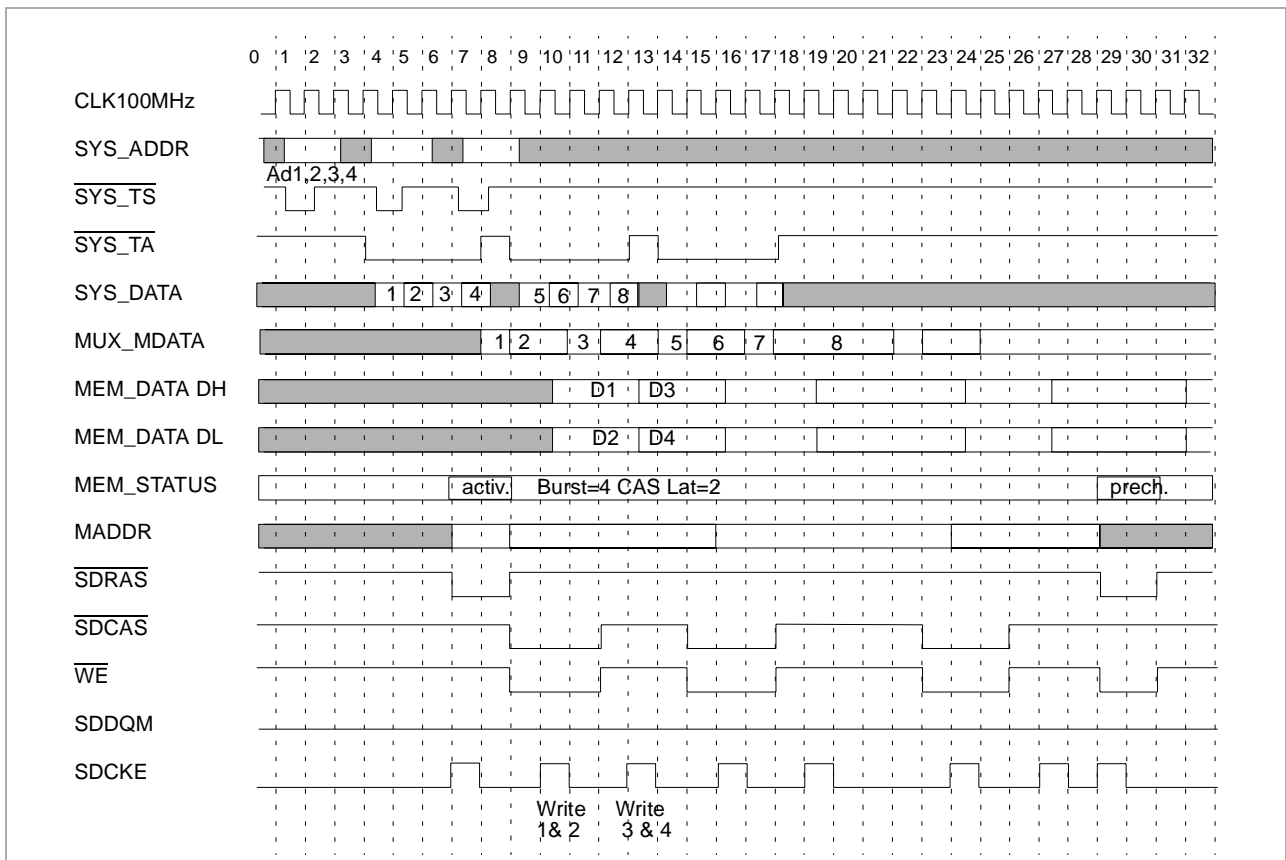 0 1 2 3 4 5 6 7 8 9 10 11 12 13 14 15 16 17 18 19 20 21 22 23 24 25 26 27 28 29 30 31 32
CLK100MHz
SYS_ADDR
Ad1,2,3,4
SYS_TS
SYS_TA
SYS_DATA 1 2 3 4 5 6 7 8
MUX_MDATA 1 2 3 4 5 6 7 8
MEM_DATA DH D1 D3
MEM_DATA DL D2 D4
MEM_STATUS activ. Burst=4 CAS Lat=2 prech.
MADDR
SDRAS
SDCAS
WE
SDDQM
SDCKE
Write Write
1& 2 3 & 4